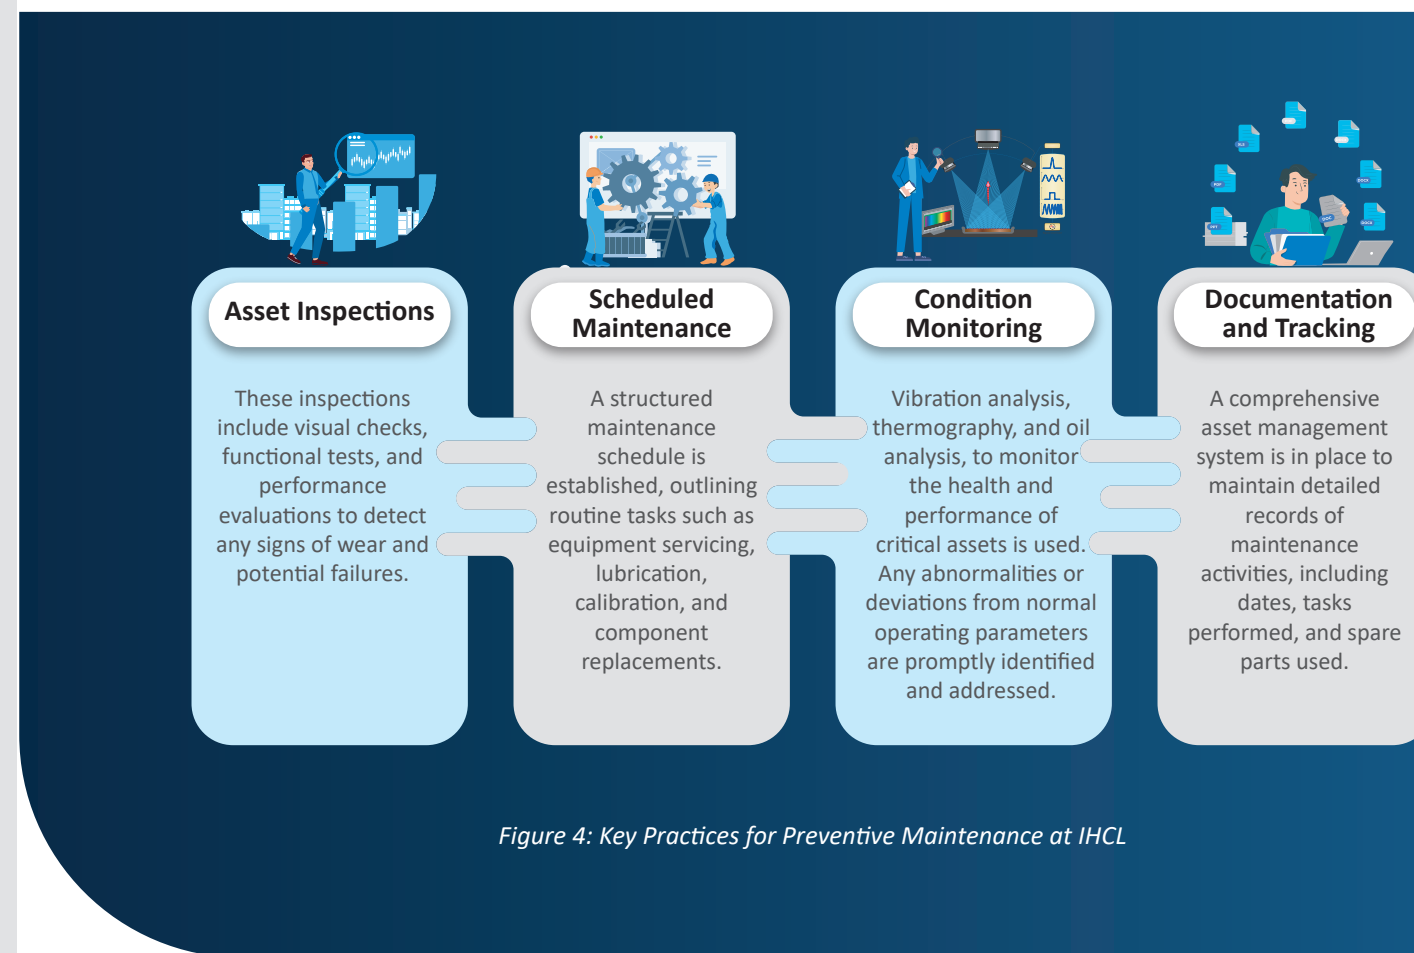 Asset Inspections
These inspections
include visual checks,
functional tests, and
performance
evaluations to detect
any signs of wear and
potential failures.
Scheduled
Maintenance
A structured
maintenance
schedule is
established, outlining
routine tasks such as
equipment servicing,
lubrication,
calibration, and
component
replacements.
Condition
Monitoring
Vibration analysis,
thermography, and oil
analysis, to monitor
the health and
performance of
critical assets is used.
Any abnormalities or
deviations from normal
operating parameters
are promptly identified
and addressed.
PDF
DOCX
DOC
Documentation
and Tracking
A comprehensive
asset management
system is in place to
maintain detailed
records of
maintenance
activities, including
dates, tasks
performed, and spare
parts used.
Figure 4: Key Practices for Preventive Maintenance at IHCL